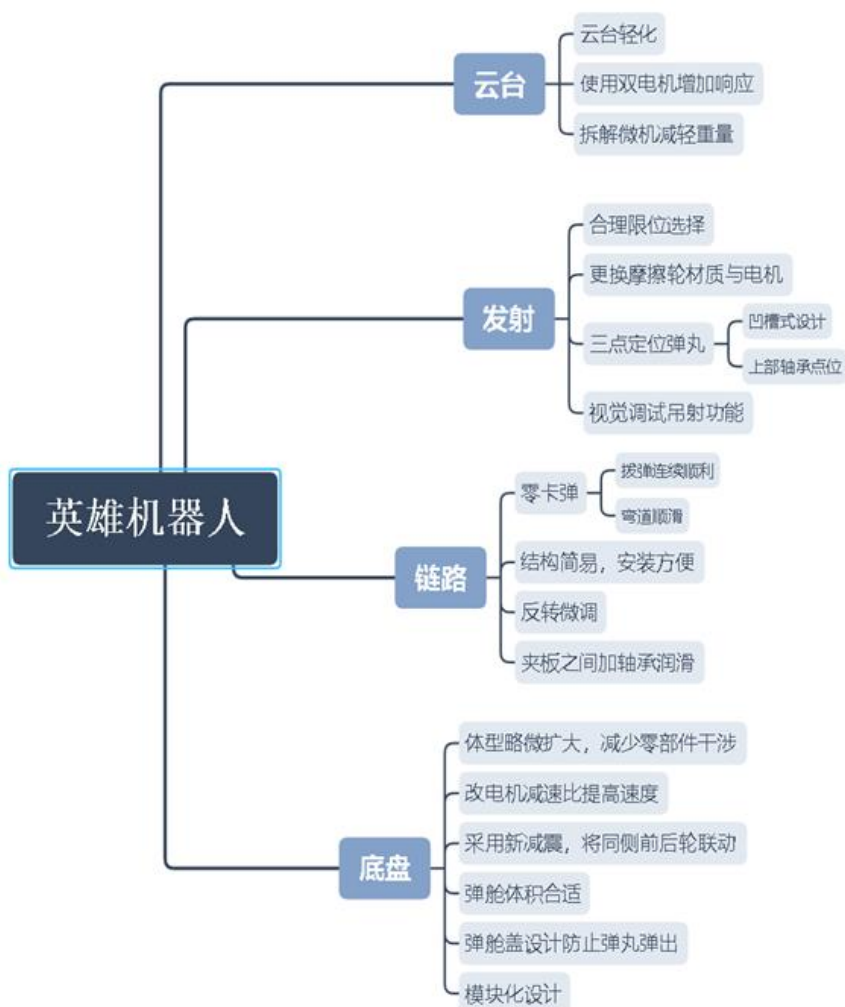 云台
云台轻化
使用双电机增加响应
拆解微机减轻重量
发射
合理限位选择
更换摩擦轮材质与电机
三点定位弹丸
凹槽式设计
上部轴承点位
视觉调试吊射功能
英雄机器人
链路
零卡弹
拨弹连续顺利
弯道顺滑
结构简易，安装方便
反转微调
夹板之间加轴承润滑
底盘
体型略微扩大，减少零部件干涉
改电机减速比提高速度
采用新减震，将同侧前后轮联动
弹舱体积合适
弹舱盖设计防止弹丸弹出
模块化设计